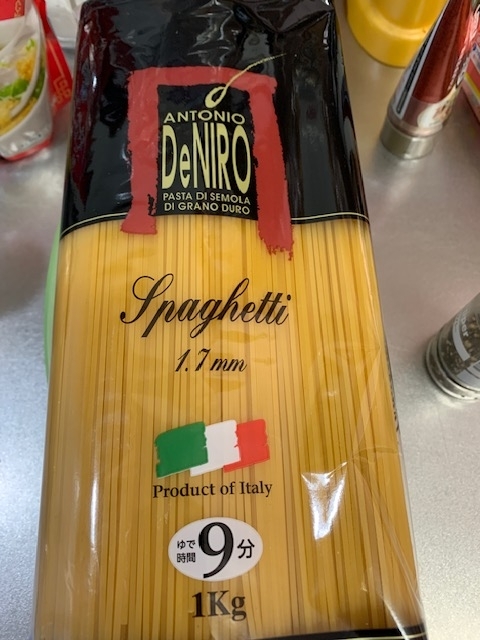 ANTONIO
DeNIRO
PASTA DI SEMOLA
DI GRANO DURO
Spaghetti
1.7mm
Product of Italy
ゆで
時間
9分
1Kg